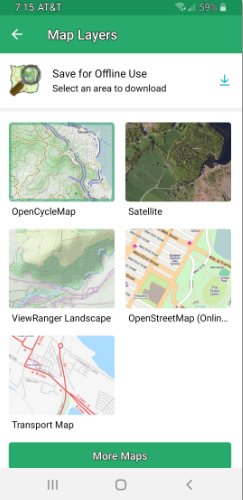 7:15 AT&T 59%
Map Layers
Save for Offline Use
Select an area to download
OpenCycleMap
Satellite
ViewRanger Landscape
OpenStreetMap (Onlin...
Transport Map
More Maps